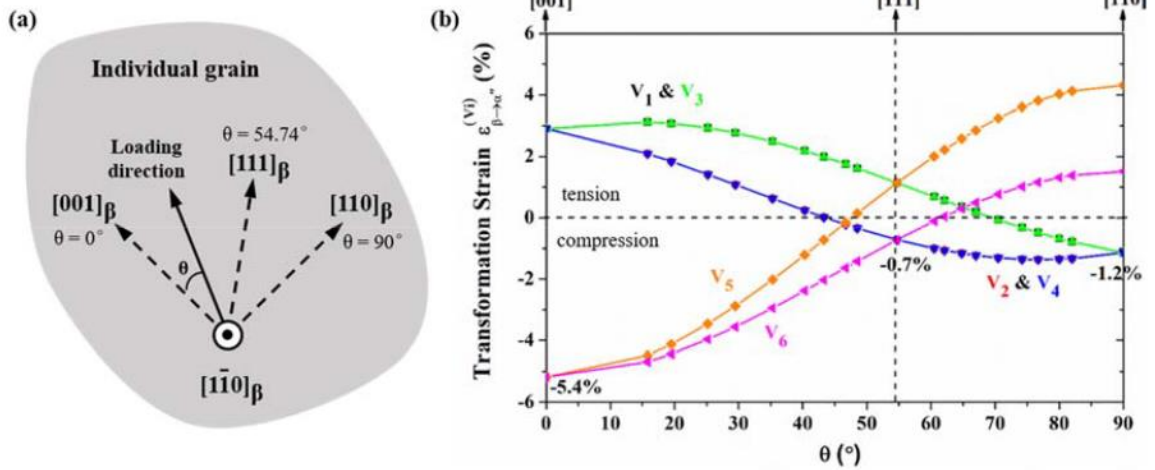 (a)
Individual grain
Loading
direction
θ = 54.74°
[111]β
[001]β
θ = 0°
[110]β
θ = 90°
θ
[11̄0]β
(b)
[001]
[111]
[110]
Transformation Strain ε^(Vi)_β→α" (%)
6
4
2
0
-2
-4
-6
V1 & V3
tension
compression
V5
V6
V2 & V4
-0.7%
-1.2%
-5.4%
0 10 20 30 40 50 60 70 80 90
θ (°)